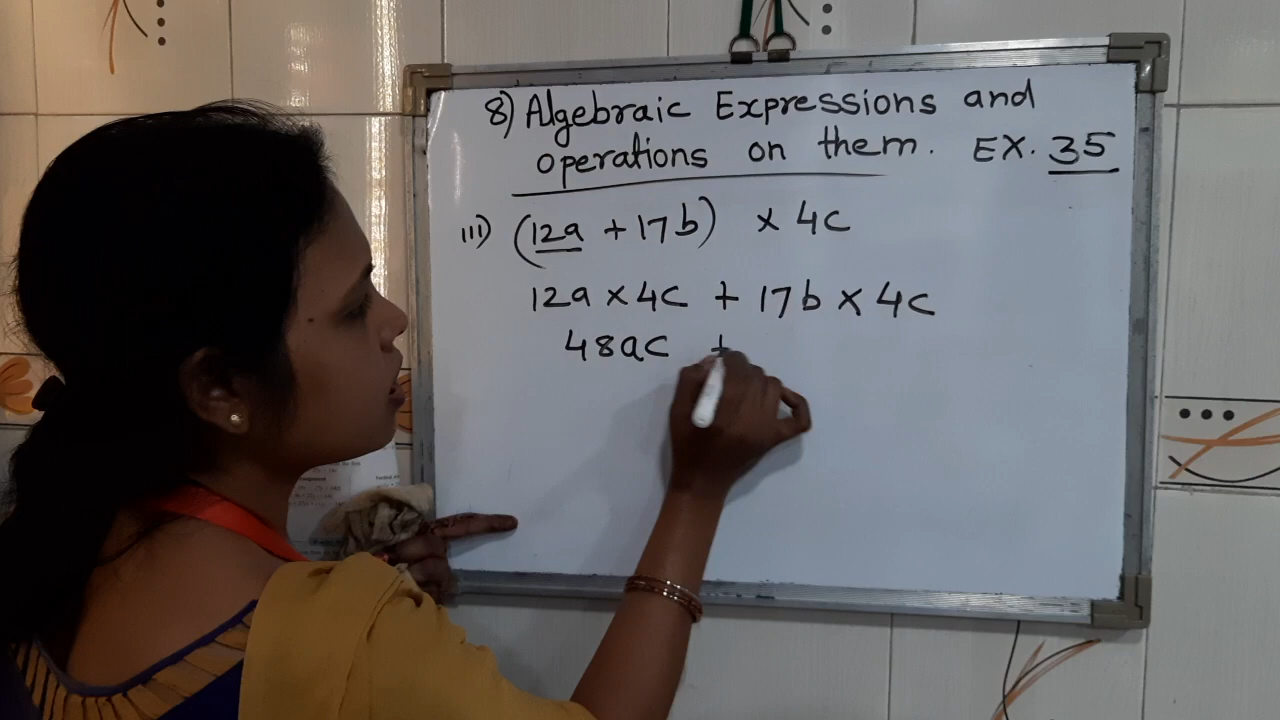 8) Algebraic Expressions and
operations on them. EX. 35
iii) (12a + 17b) × 4c
12a × 4c + 17b × 4c
48ac +